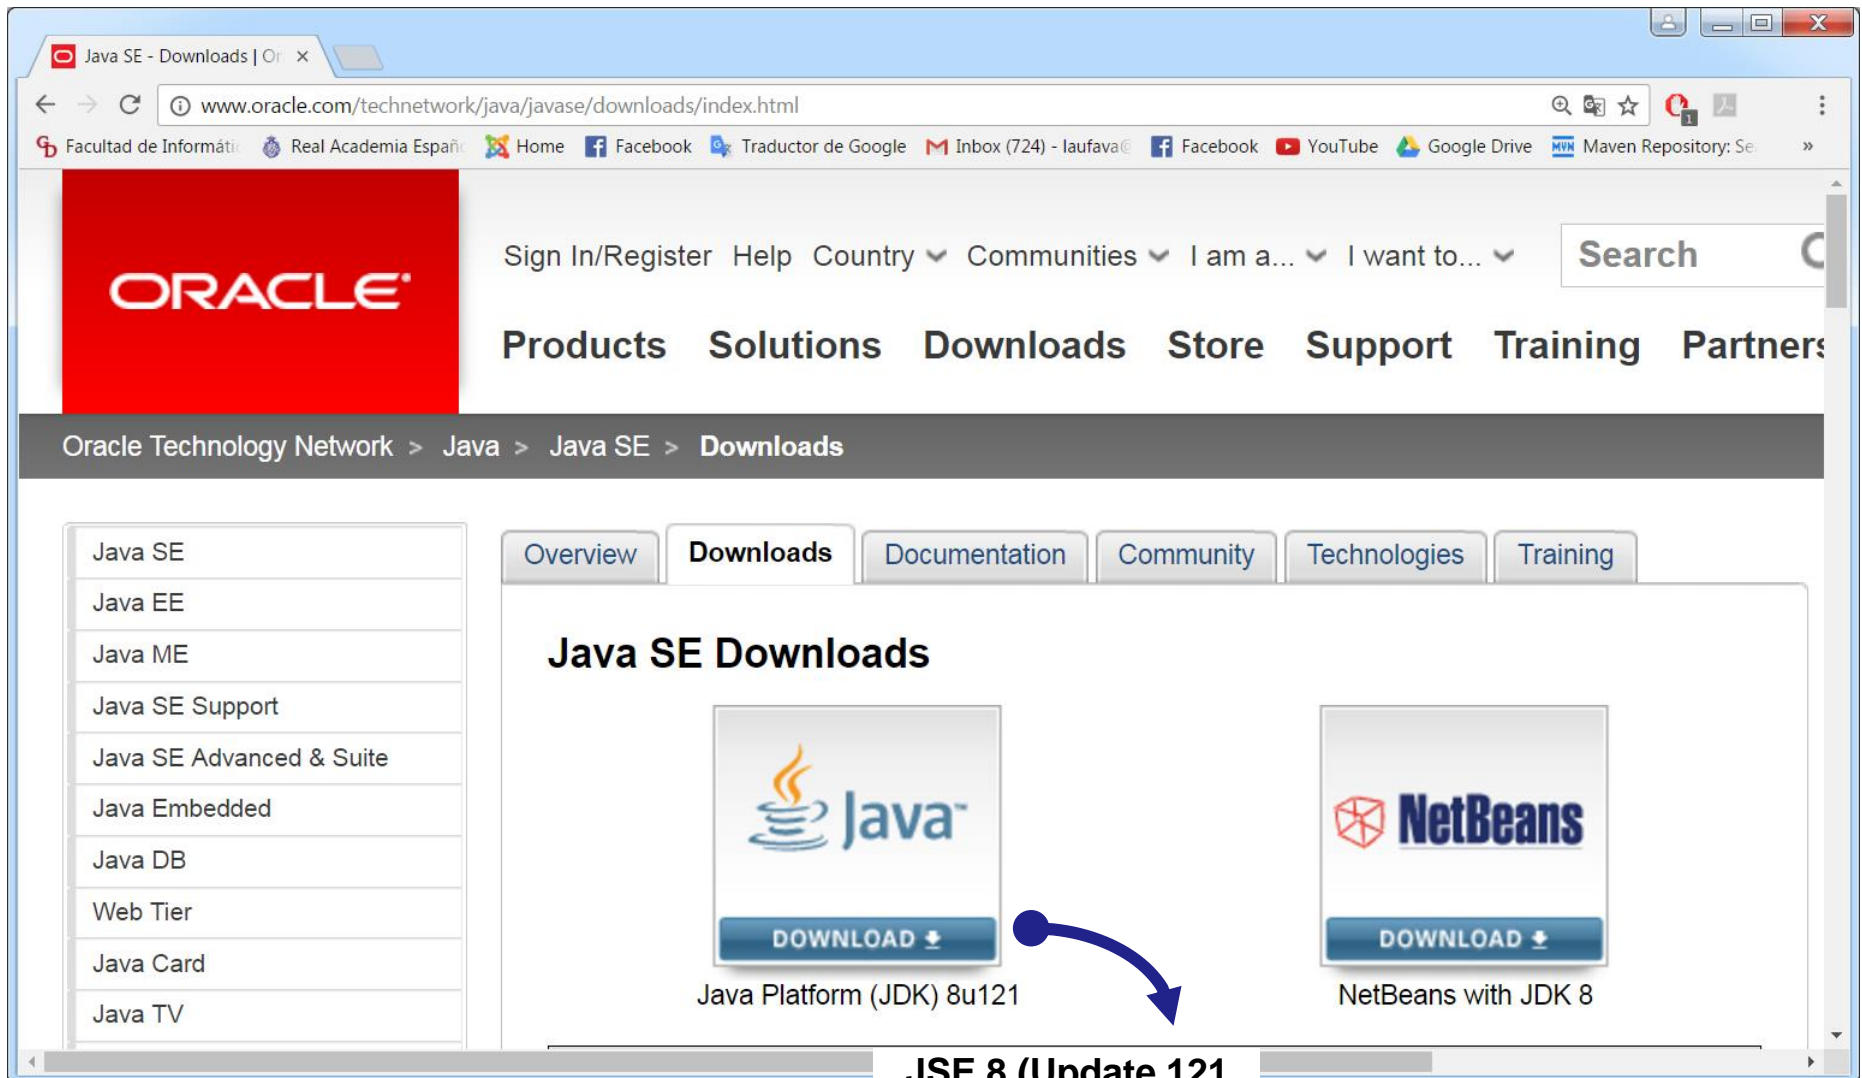 Java SE - Downloads | Or
www.oracle.com/technetwork/java/javase/downloads/index.html
1
Facultad de Informáti Real Academia Españo Home Facebook Traductor de Google Inbox (724) - laufava@ Facebook YouTube Google Drive Maven Repository: Se »
ORACLE
Sign In/Register Help Country Communities I am a... I want to... Search
Products Solutions Downloads Store Support Training Partners
Oracle Technology Network > Java > Java SE > Downloads
Java SE
Java EE
Java ME
Java SE Support
Java SE Advanced & Suite
Java Embedded
Java DB
Web Tier
Java Card
Java TV
Overview Downloads Documentation Community Technologies Training
Java SE Downloads
Java™
DOWNLOAD
Java Platform (JDK) 8u121
NetBeans
DOWNLOAD
NetBeans with JDK 8
JSE 8 (Update 121